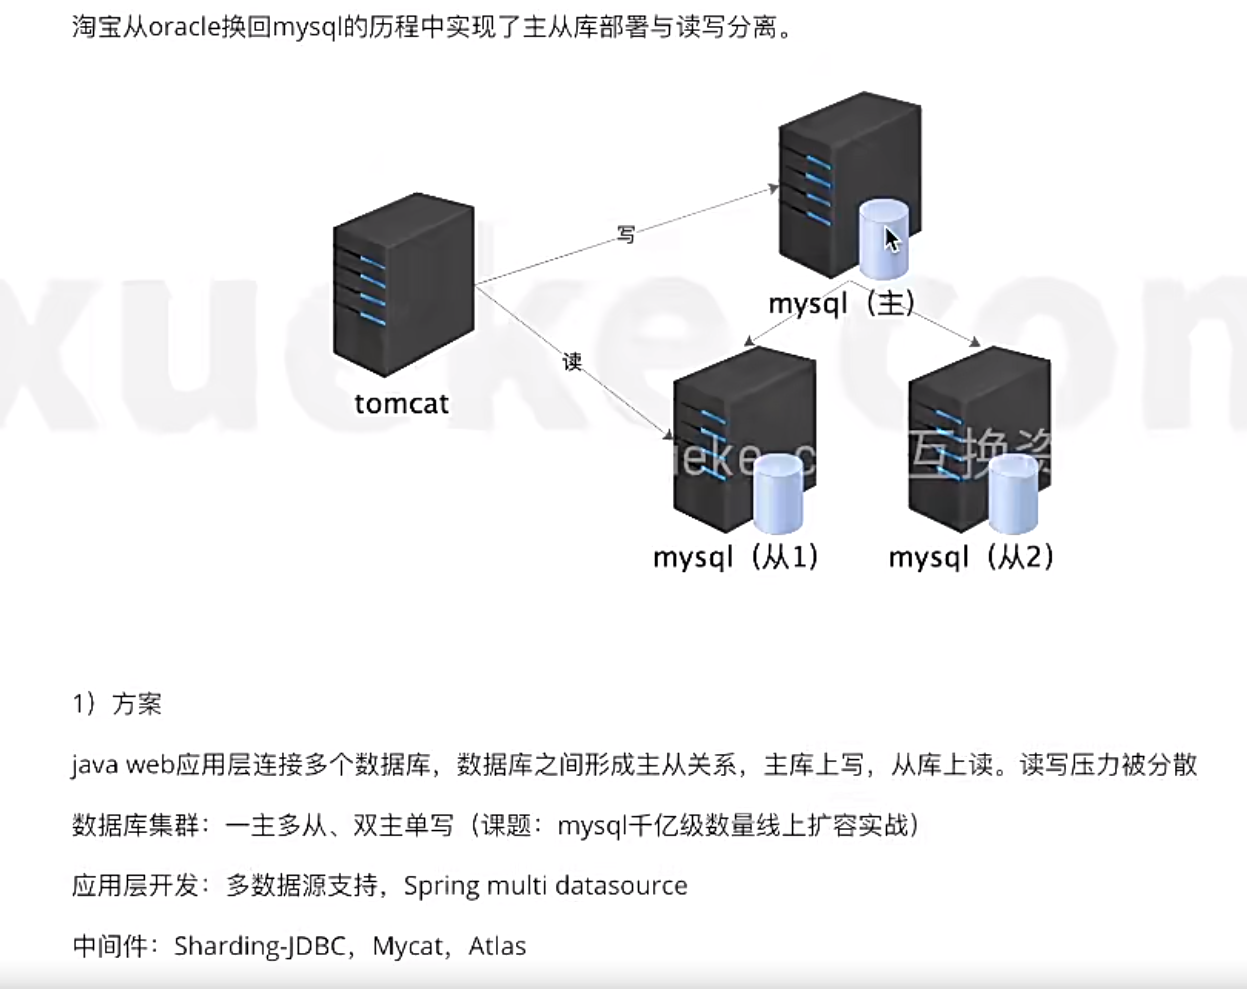 淘宝从oracle换回mysql的历程中实现了主从库部署与读写分离。
写
mysql（主）
读
tomcat
xueke.com
ueke.c
互换
mysql（从1）
mysql（从2）
1）方案
java web应用层连接多个数据库，数据库之间形成主从关系，主库上写，从库上读。读写压力被分散
数据库集群：一主多从、双主单写（课题：mysql千亿级数量线上扩容实战）
应用层开发：多数据源支持，Spring multi datasource
中间件：Sharding-JDBC，Mycat，Atlas